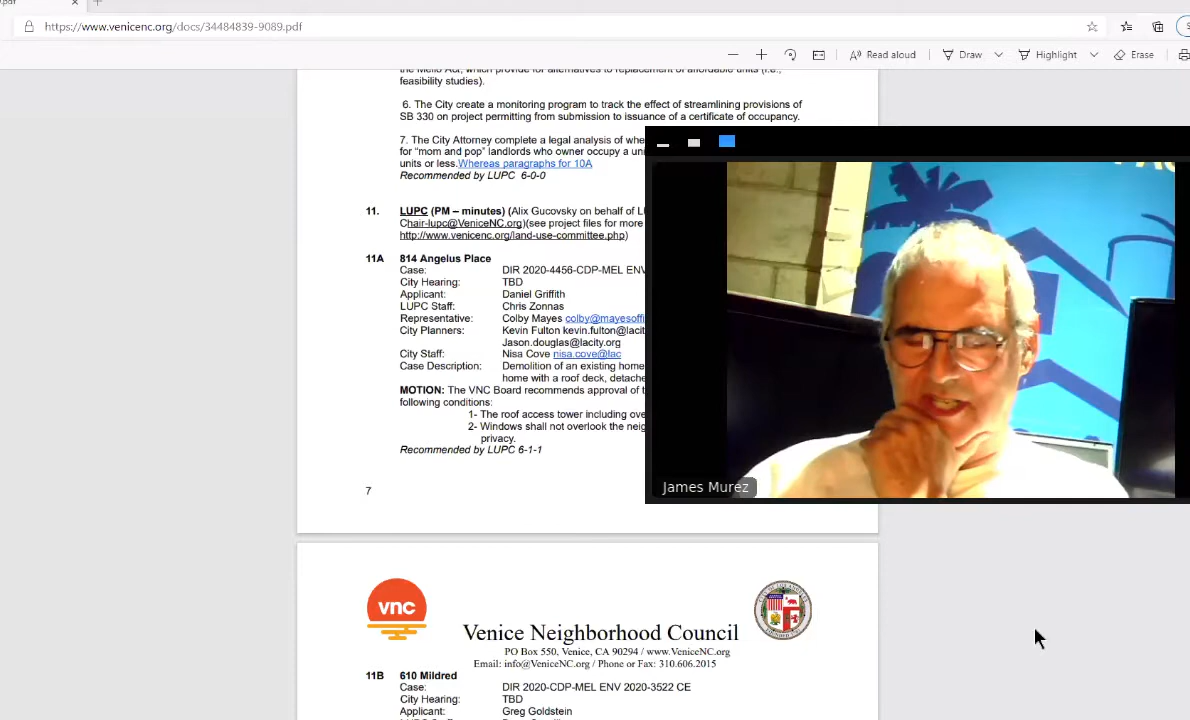 .pdf
https://www.venicenc.org/docs/34484839-9089.pdf
Read aloud
Draw
Highlight
Erase
the Mello Act, which provide for alternatives to replacement of affordable units (i.e.,
feasibility studies).
6. The City create a monitoring program to track the effect of streamlining provisions of
SB 330 on project permitting from submission to issuance of a certificate of occupancy.
7. The City Attorney complete a legal analysis of whe
for “mom and pop” landlords who owner occupy a un
units or less.Whereas paragraphs for 10A
Recommended by LUPC 6-0-0
11. LUPC (PM – minutes) (Alix Gucovsky on behalf of LU
Chair-lupc@VeniceNC.org)(see project files for more
http://www.venicenc.org/land-use-committee.php)
11A 814 Angelus Place
Case: DIR 2020-4456-CDP-MEL ENV
City Hearing: TBD
Applicant: Daniel Griffith
LUPC Staff: Chris Zonnas
Representative: Colby Mayes colby@mayesoffi
City Planners: Kevin Fulton kevin.fulton@lacit
Jason.douglas@lacity.org
City Staff: Nisa Cove nisa.cove@lac
Case Description: Demolition of an existing home
home with a roof deck, detache
MOTION: The VNC Board recommends approval of t
following conditions:
1- The roof access tower including ove
2- Windows shall not overlook the neig
privacy.
Recommended by LUPC 6-1-1
7
James Murez
vnc
Venice Neighborhood Council
PO Box 550, Venice, CA 90294 / www.VeniceNC.org
Email: info@VeniceNC.org / Phone or Fax: 310.606.2015
11B 610 Mildred
Case: DIR 2020-CDP-MEL ENV 2020-3522 CE
City Hearing: TBD
Applicant: Greg Goldstein